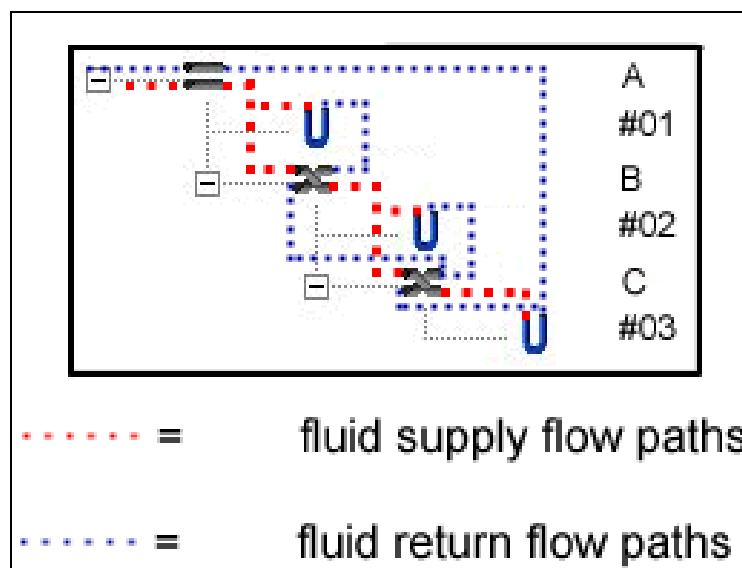 A
#01
B
#02
C
#03
= fluid supply flow paths
= fluid return flow paths